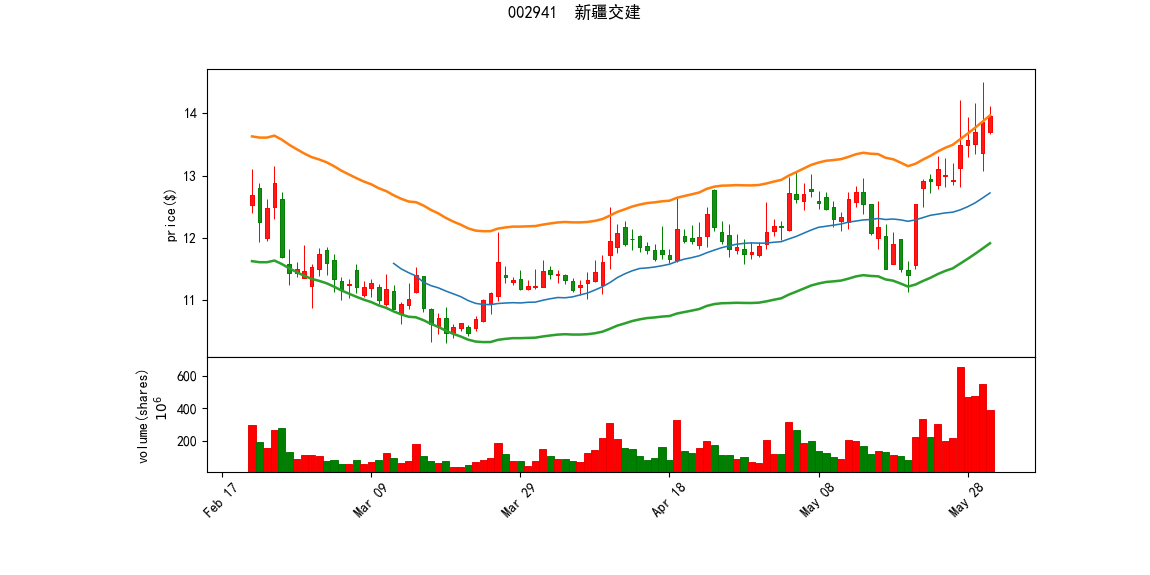 002941 新疆交建
price($)
14
13
12
11
volume(shares)
10^6
600
400
200
Feb 17
Mar 09
Mar 29
Apr 18
May 08
May 28